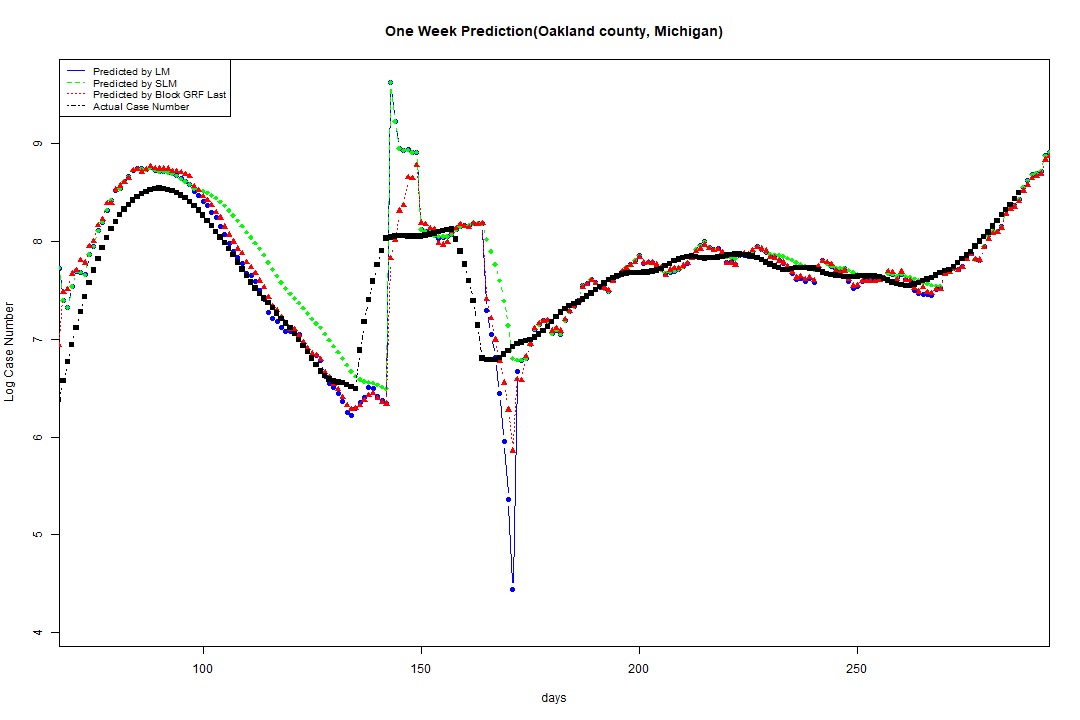 One Week Prediction(Oakland county, Michigan)
Predicted by LM
Predicted by SLM
Predicted by Block GRF Last
Actual Case Number
9
8
7
6
5
4
Log Case Number
100 150 200 250
days